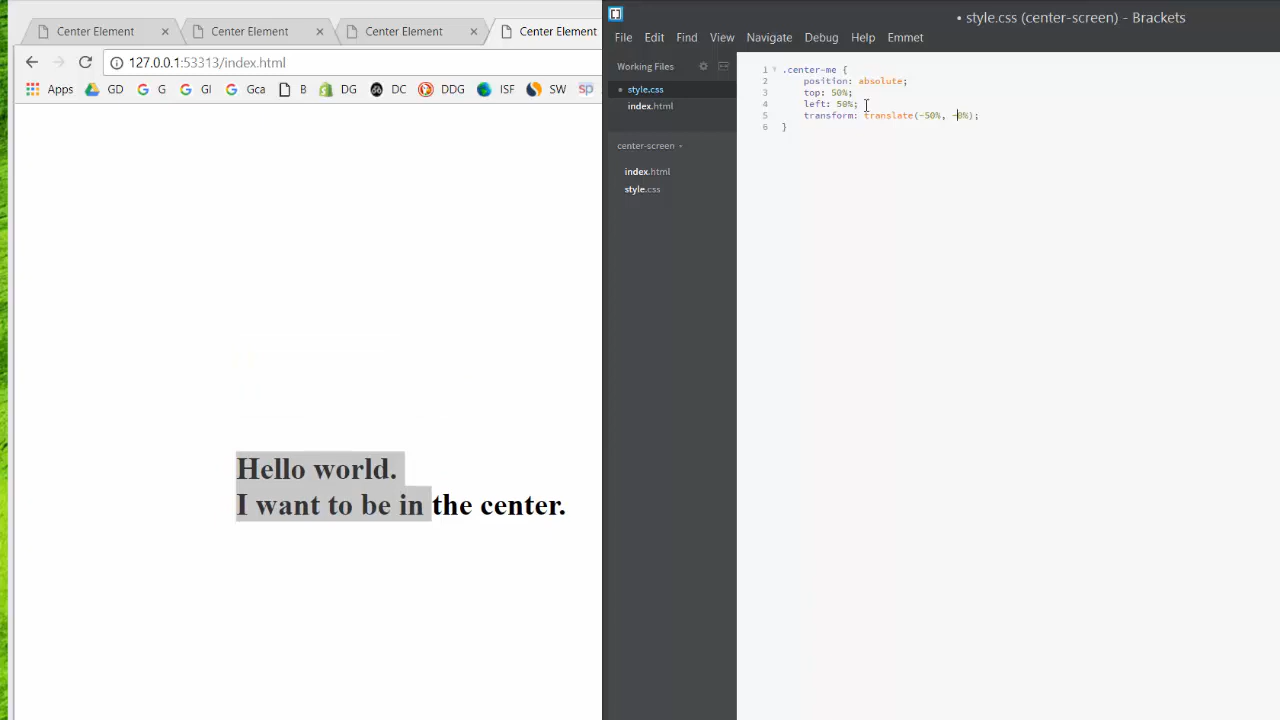 Center Element
Center Element
Center Element
Center Element
127.0.0.1:53313/index.html
Apps GD G GI Gca B DG DC DDG ISF SW SP
Hello world.
I want to be in the center.
• style.css (center-screen) - Brackets
File Edit Find View Navigate Debug Help Emmet
Working Files
style.css
index.html
center-screen
index.html
style.css
1 .center-me {
2 position: absolute;
3 top: 50%;
4 left: 50%;
5 transform: translate(-50%, -0%);
6 }